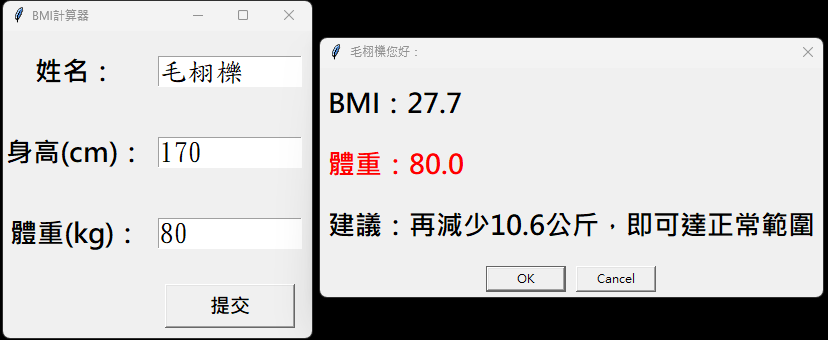 BMI計算器
姓名：
毛栩櫟
身高(cm)：
170
體重(kg)：
80
提交
毛栩櫟您好：
BMI：27.7
體重：80.0
建議：再減少10.6公斤，即可達正常範圍
OK
Cancel